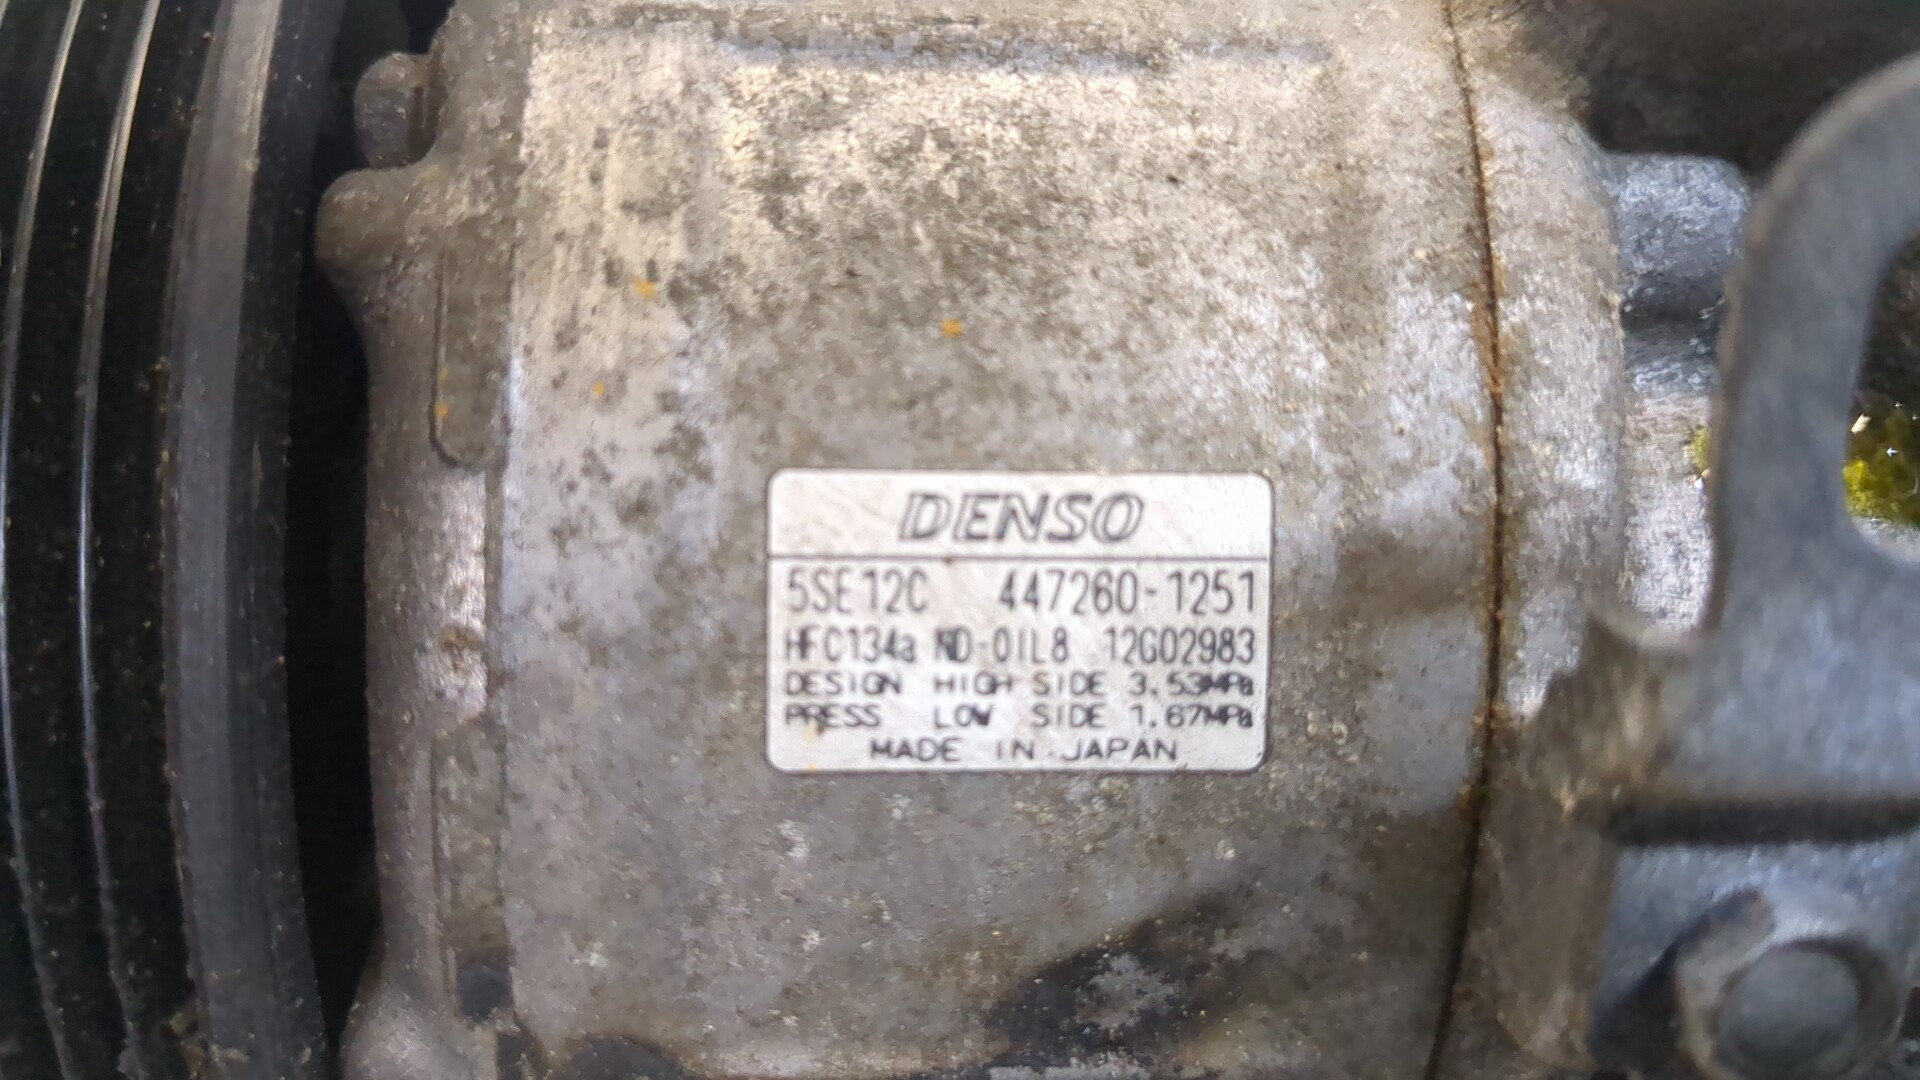 DENSO
5SE12C 447260-1251
HFC134a ND-OIL8 12G02983
DESIGN HIGH SIDE 3.53MPa
PRESS LOW SIDE 1.67MPa
MADE IN JAPAN